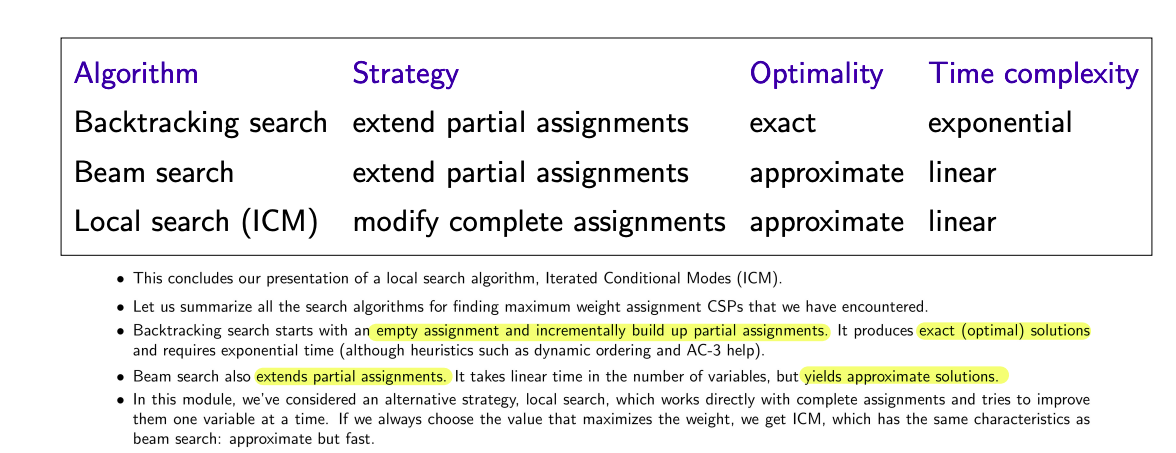 Algorithm Strategy Optimality Time complexity
Backtracking search extend partial assignments exact exponential
Beam search extend partial assignments approximate linear
Local search (ICM) modify complete assignments approximate linear
• This concludes our presentation of a local search algorithm, Iterated Conditional Modes (ICM).
• Let us summarize all the search algorithms for finding maximum weight assignment CSPs that we have encountered.
• Backtracking search starts with an empty assignment and incrementally build up partial assignments. It produces exact (optimal) solutions
and requires exponential time (although heuristics such as dynamic ordering and AC-3 help).
• Beam search also extends partial assignments. It takes linear time in the number of variables, but yields approximate solutions.
• In this module, we've considered an alternative strategy, local search, which works directly with complete assignments and tries to improve
them one variable at a time. If we always choose the value that maximizes the weight, we get ICM, which has the same characteristics as
beam search: approximate but fast.